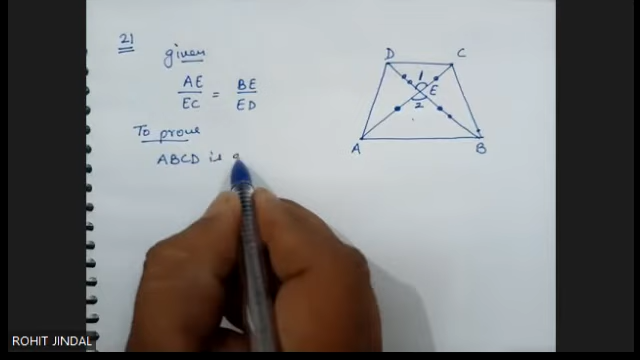 21
given
AE / EC = BE / ED
To prove
ABCD is a
D C
1
E
2
A B
ROHIT JINDAL